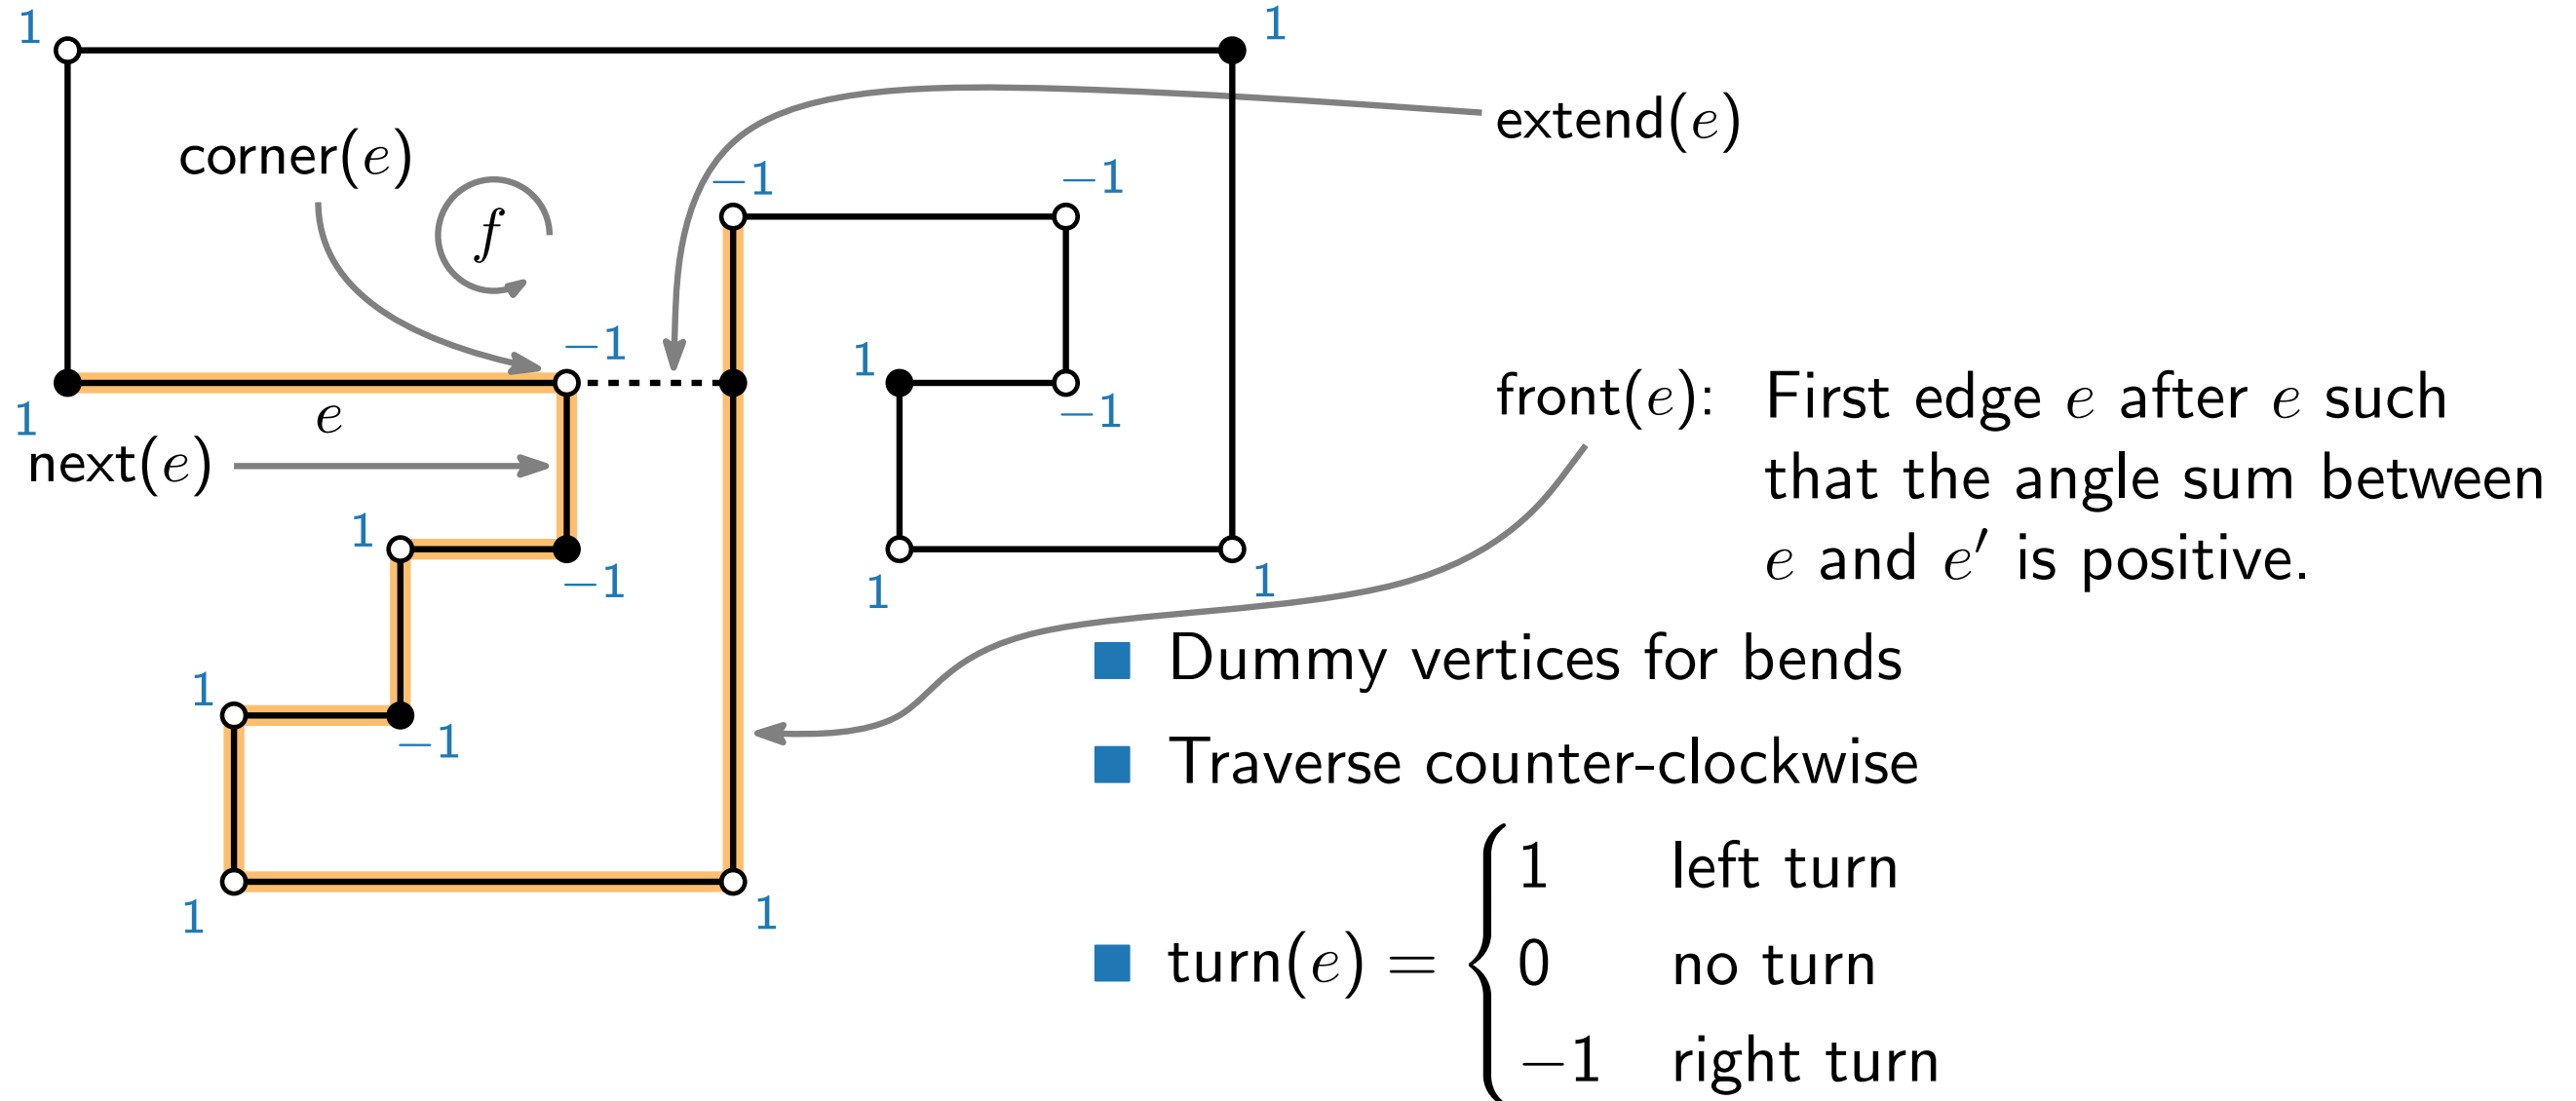 1
1
extend(e)
corner(e)
f
−1
−1
−1
1
1
e
−1
next(e)
front(e): First edge e after e such
that the angle sum between
e and e′ is positive.
1
−1
1
1
1
−1
1
1
Dummy vertices for bends
Traverse counter-clockwise
turn(e) = { 1 left turn
0 no turn
−1 right turn